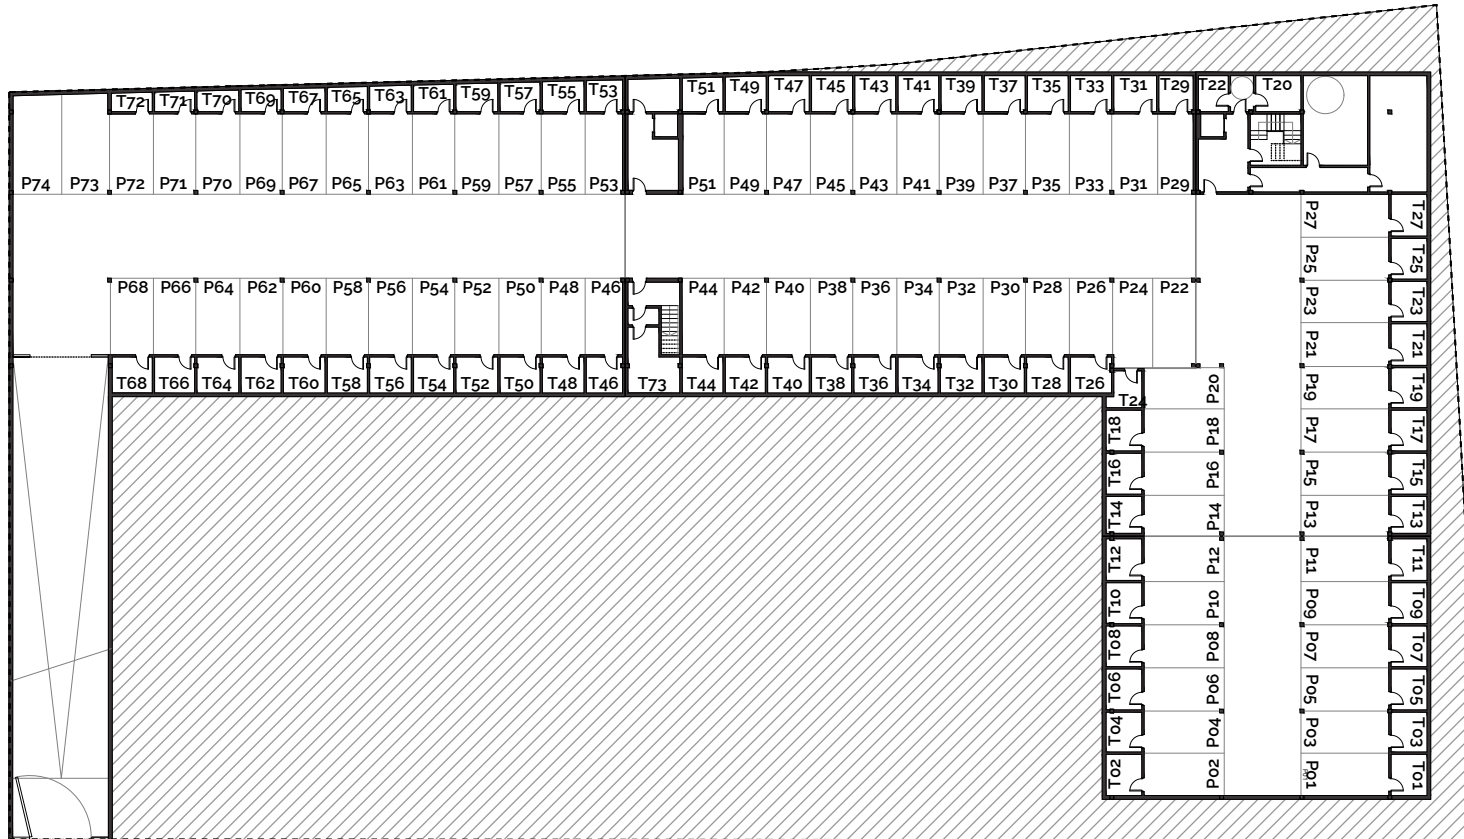 T72 T71 T70 T69 T67 T65 T63 T61 T59 T57 T55 T53 T51 T49 T47 T45 T43 T41 T39 T37 T35 T33 T31 T29 T22 T20
P74 P73 P72 P71 P70 P69 P67 P65 P63 P61 P59 P57 P55 P53 P51 P49 P47 P45 P43 P41 P39 P37 P35 P33 P31 P29
P68 P66 P64 P62 P60 P58 P56 P54 P52 P50 P48 P46 P44 P42 P40 P38 P36 P34 P32 P30 P28 P26 P24 P22
T68 T66 T64 T62 T60 T58 T56 T54 T52 T50 T48 T46 T73 T44 T42 T40 T38 T36 T34 T32 T30 T28 T26
T24
P27 T27
P25 T25
P23 T23
P21 T21
P20 P19 T19
T18 P18 P17 T17
T16 P16 P15 T15
T14 P14 P13 T13
T12 P12 P11 T11
T10 P10 P09 T09
T08 P08 P07 T07
T06 P06 P05 T05
T04 P04 P03 T03
T02 P02 P01 T01